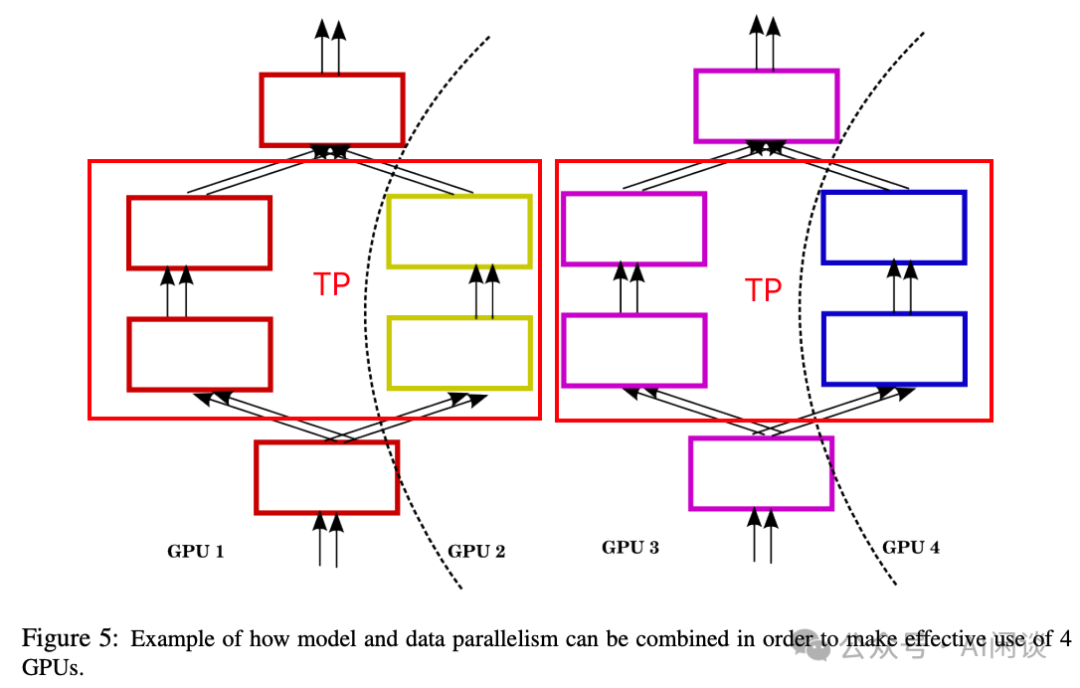 TP
TP
GPU 1
GPU 2
GPU 3
GPU 4
Figure 5: Example of how model and data parallelism can be combined in order to make effective use of 4
GPUs.
公众号 · AI闲谈